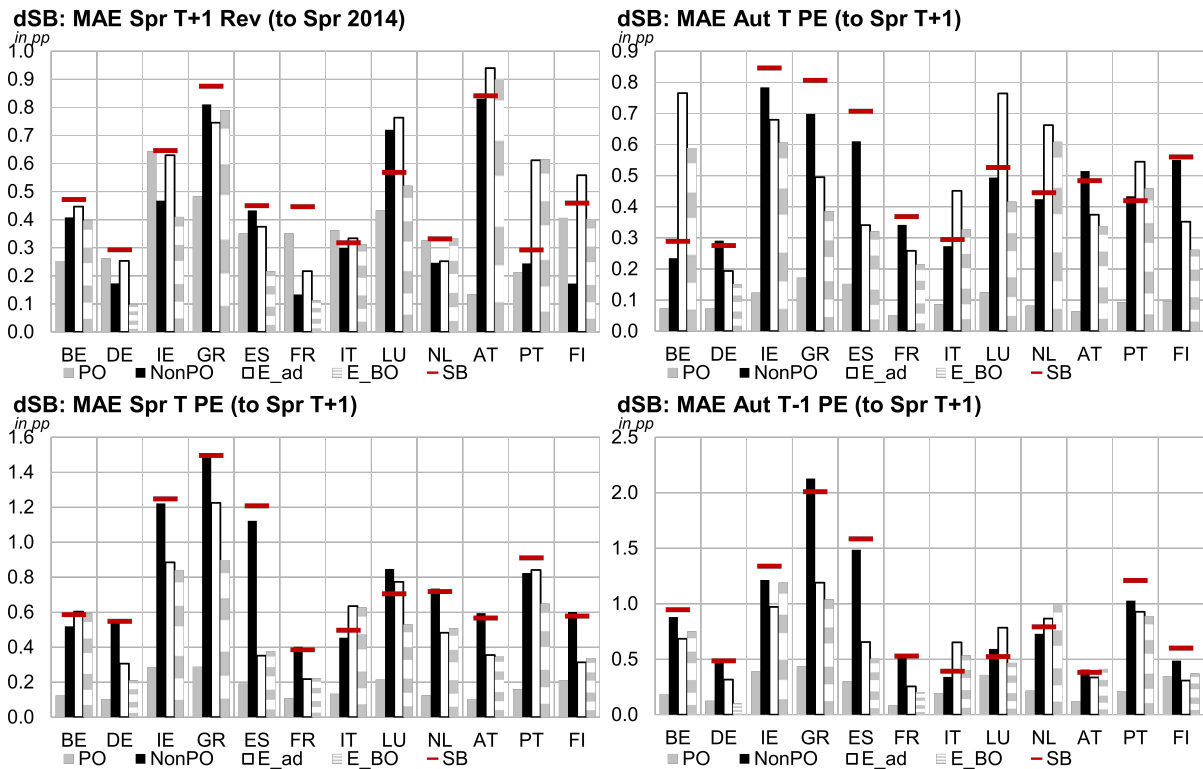 dSB: MAE Spr T+1 Rev (to Spr 2014)
in pp
1.0
0.9
0.8
0.7
0.6
0.5
0.4
0.3
0.2
0.1
0.0
BE DE IE GR ES FR IT LU NL AT PT FI
PO NonPO E_ad E_BO SB
dSB: MAE Aut T PE (to Spr T+1)
in pp
0.9
0.8
0.7
0.6
0.5
0.4
0.3
0.2
0.1
0.0
BE DE IE GR ES FR IT LU NL AT PT FI
PO NonPO E_ad E_BO SB
dSB: MAE Spr T PE (to Spr T+1)
in pp
1.6
1.4
1.2
1.0
0.8
0.6
0.4
0.2
0.0
BE DE IE GR ES FR IT LU NL AT PT FI
PO NonPO E_ad E_BO SB
dSB: MAE Aut T-1 PE (to Spr T+1)
in pp
2.5
2.0
1.5
1.0
0.5
0.0
BE DE IE GR ES FR IT LU NL AT PT FI
PO NonPO E_ad E_BO SB